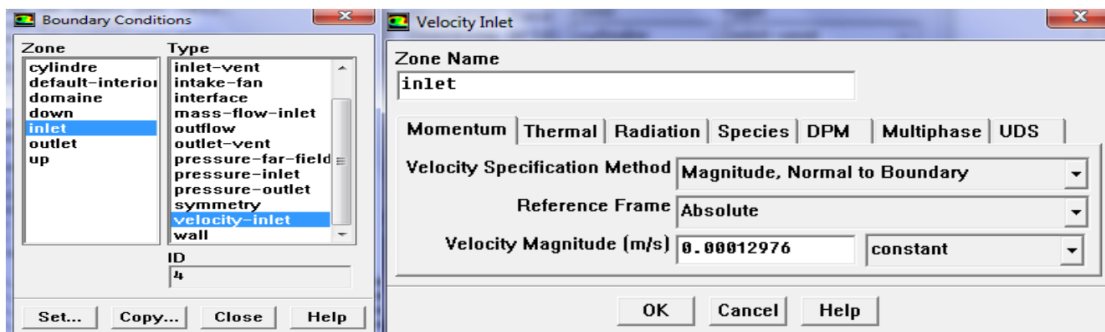 Boundary Conditions
Zone
cylindre
default-interior
domaine
down
inlet
outlet
up
Type
inlet-vent
intake-fan
interface
mass-flow-inlet
outflow
outlet-vent
pressure-far-field
pressure-inlet
pressure-outlet
symmetry
velocity-inlet
wall
ID
4
Set... Copy... Close Help
Velocity Inlet
Zone Name
inlet
Momentum Thermal Radiation Species DPM Multiphase UDS
Velocity Specification Method Magnitude, Normal to Boundary
Reference Frame Absolute
Velocity Magnitude (m/s) 0.00012976 constant
OK Cancel Help